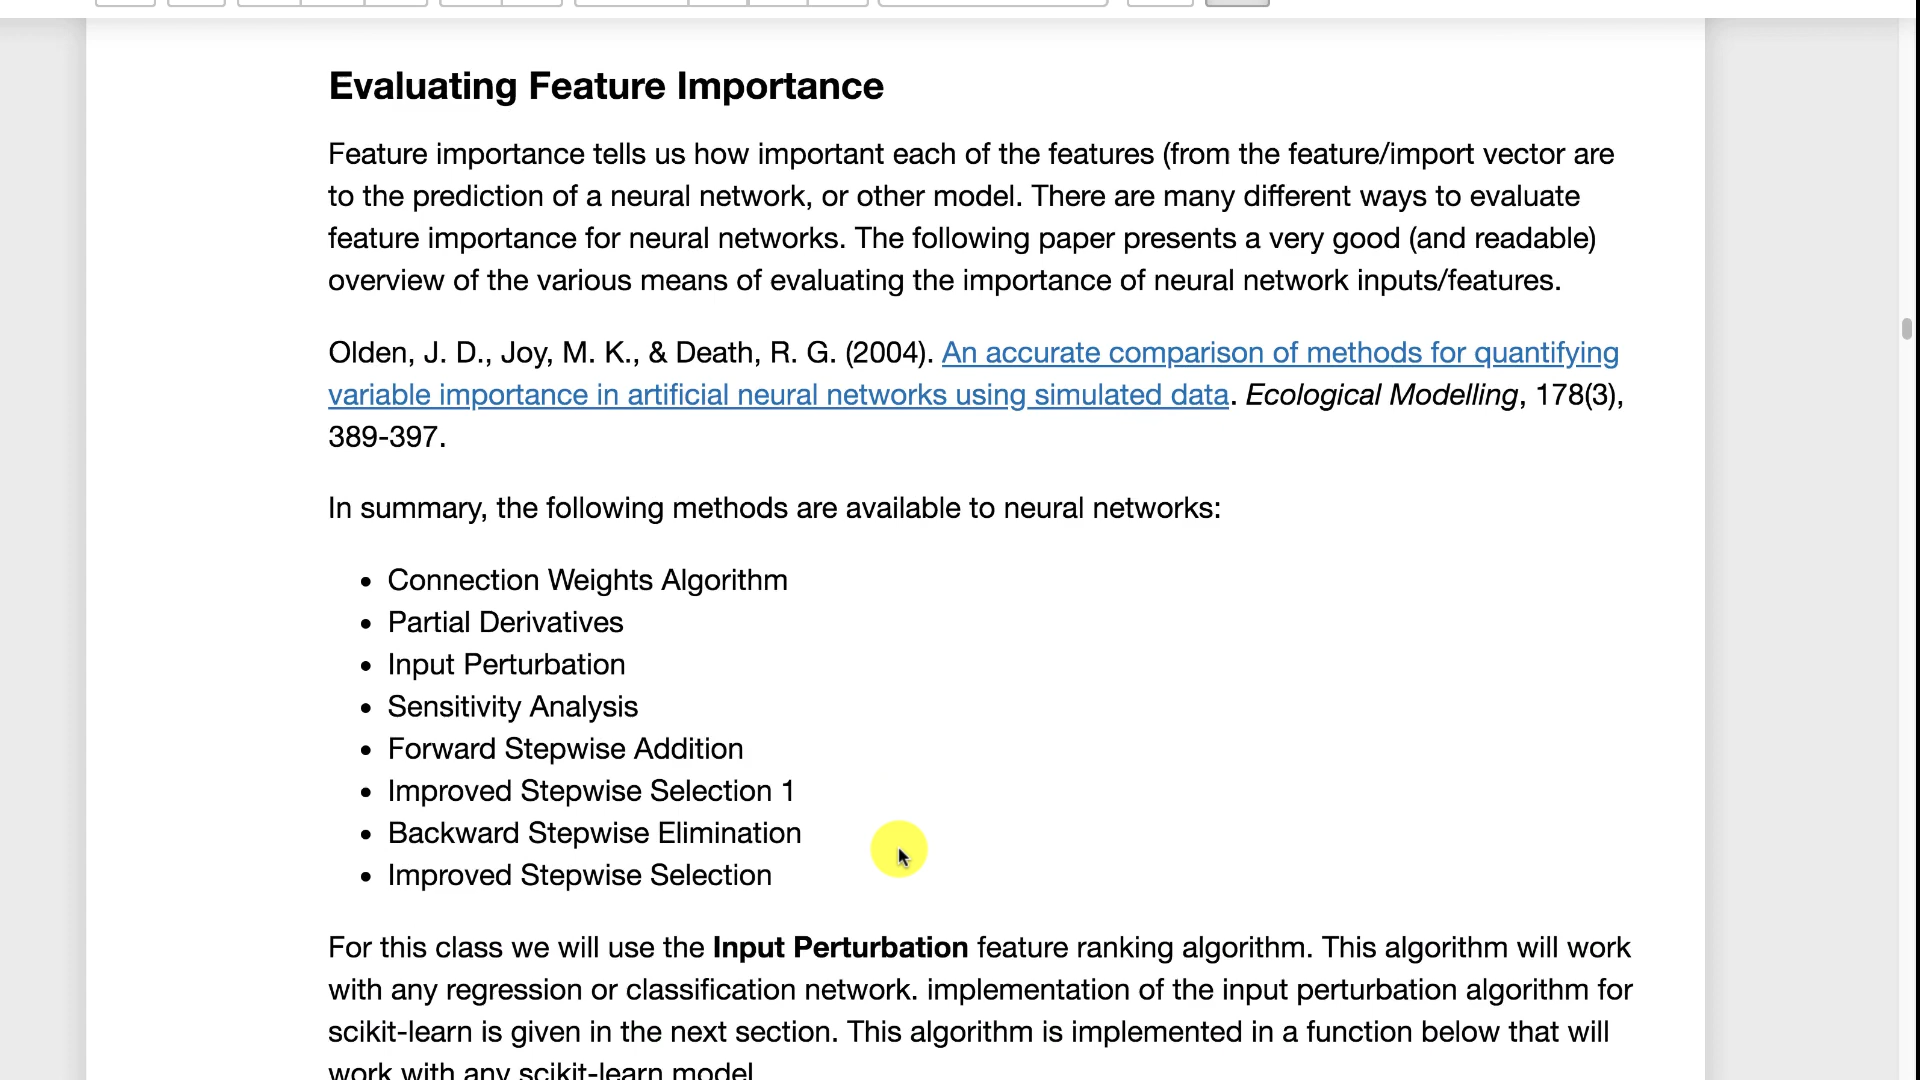 Evaluating Feature Importance
Feature importance tells us how important each of the features (from the feature/import vector are
to the prediction of a neural network, or other model. There are many different ways to evaluate
feature importance for neural networks. The following paper presents a very good (and readable)
overview of the various means of evaluating the importance of neural network inputs/features.
Olden, J. D., Joy, M. K., & Death, R. G. (2004). An accurate comparison of methods for quantifying
variable importance in artificial neural networks using simulated data. Ecological Modelling, 178(3),
389-397.
In summary, the following methods are available to neural networks:
• Connection Weights Algorithm
• Partial Derivatives
• Input Perturbation
• Sensitivity Analysis
• Forward Stepwise Addition
• Improved Stepwise Selection 1
• Backward Stepwise Elimination
• Improved Stepwise Selection
For this class we will use the Input Perturbation feature ranking algorithm. This algorithm will work
with any regression or classification network. implementation of the input perturbation algorithm for
scikit-learn is given in the next section. This algorithm is implemented in a function below that will
work with any scikit-learn model